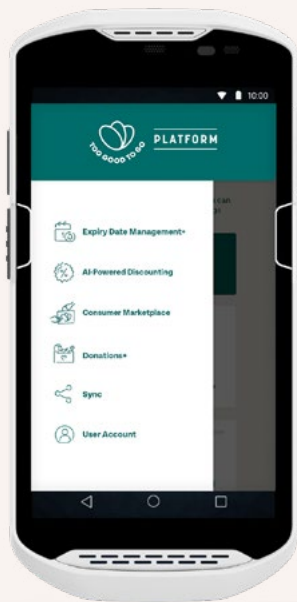 10:00
TOO GOOD TO GO
PLATFORM
can
Expiry Date Management+
AI-Powered Discounting
Consumer Marketplace
Donations+
Sync
User Account